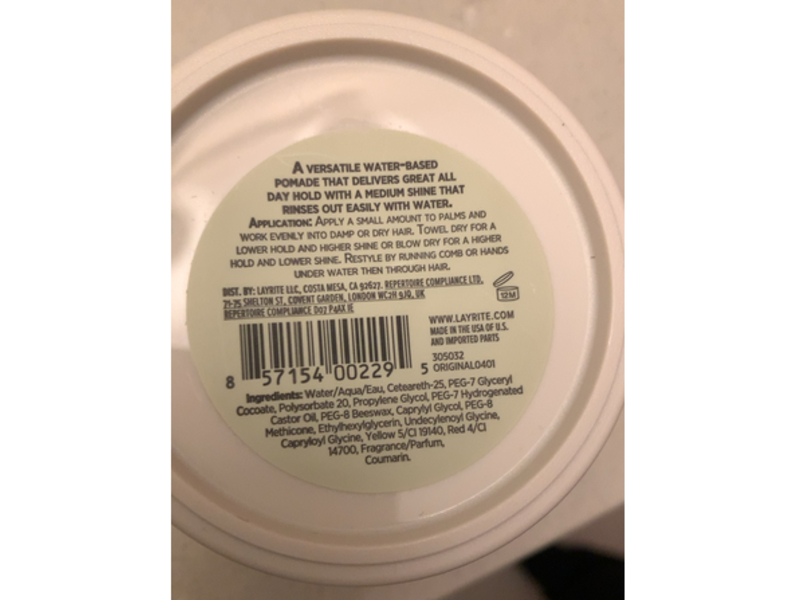 A VERSATILE WATER-BASED
POMADE THAT DELIVERS GREAT ALL
DAY HOLD WITH A MEDIUM SHINE THAT
RINSES OUT EASILY WITH WATER.
APPLICATION: APPLY A SMALL AMOUNT TO PALMS AND
WORK EVENLY INTO DAMP OR DRY HAIR. TOWEL DRY FOR A
LOWER HOLD AND HIGHER SHINE OR BLOW DRY FOR A HIGHER
HOLD AND LOWER SHINE. RESTYLE BY RUNNING COMB OR HANDS
UNDER WATER THEN THROUGH HAIR.
DIST. BY: LAYRITE LLC, COSTA MESA, CA 92627. REPERTOIRE COMPLIANCE LTD,
71-75 SHELTON ST, COVENT GARDEN, LONDON WC2H 9JQ, UK
REPERTOIRE COMPLIANCE D07 P4AX IE
12M
WWW.LAYRITE.COM
MADE IN THE USA OF U.S.
AND IMPORTED PARTS
305032
ORIGINAL0401
8 57154 00229 5
Ingredients: Water/Aqua/Eau, Ceteareth-25, PEG-7 Glyceryl
Cocoate, Polysorbate 20, Propylene Glycol, PEG-7 Hydrogenated
Castor Oil, PEG-8 Beeswax, Caprylyl Glycol, PEG-8
Methicone, Ethylhexylglycerin, Undecylenoyl Glycine,
Capryloyl Glycine, Yellow 5/CI 19140, Red 4/CI
14700, Fragrance/Parfum,
Coumarin.